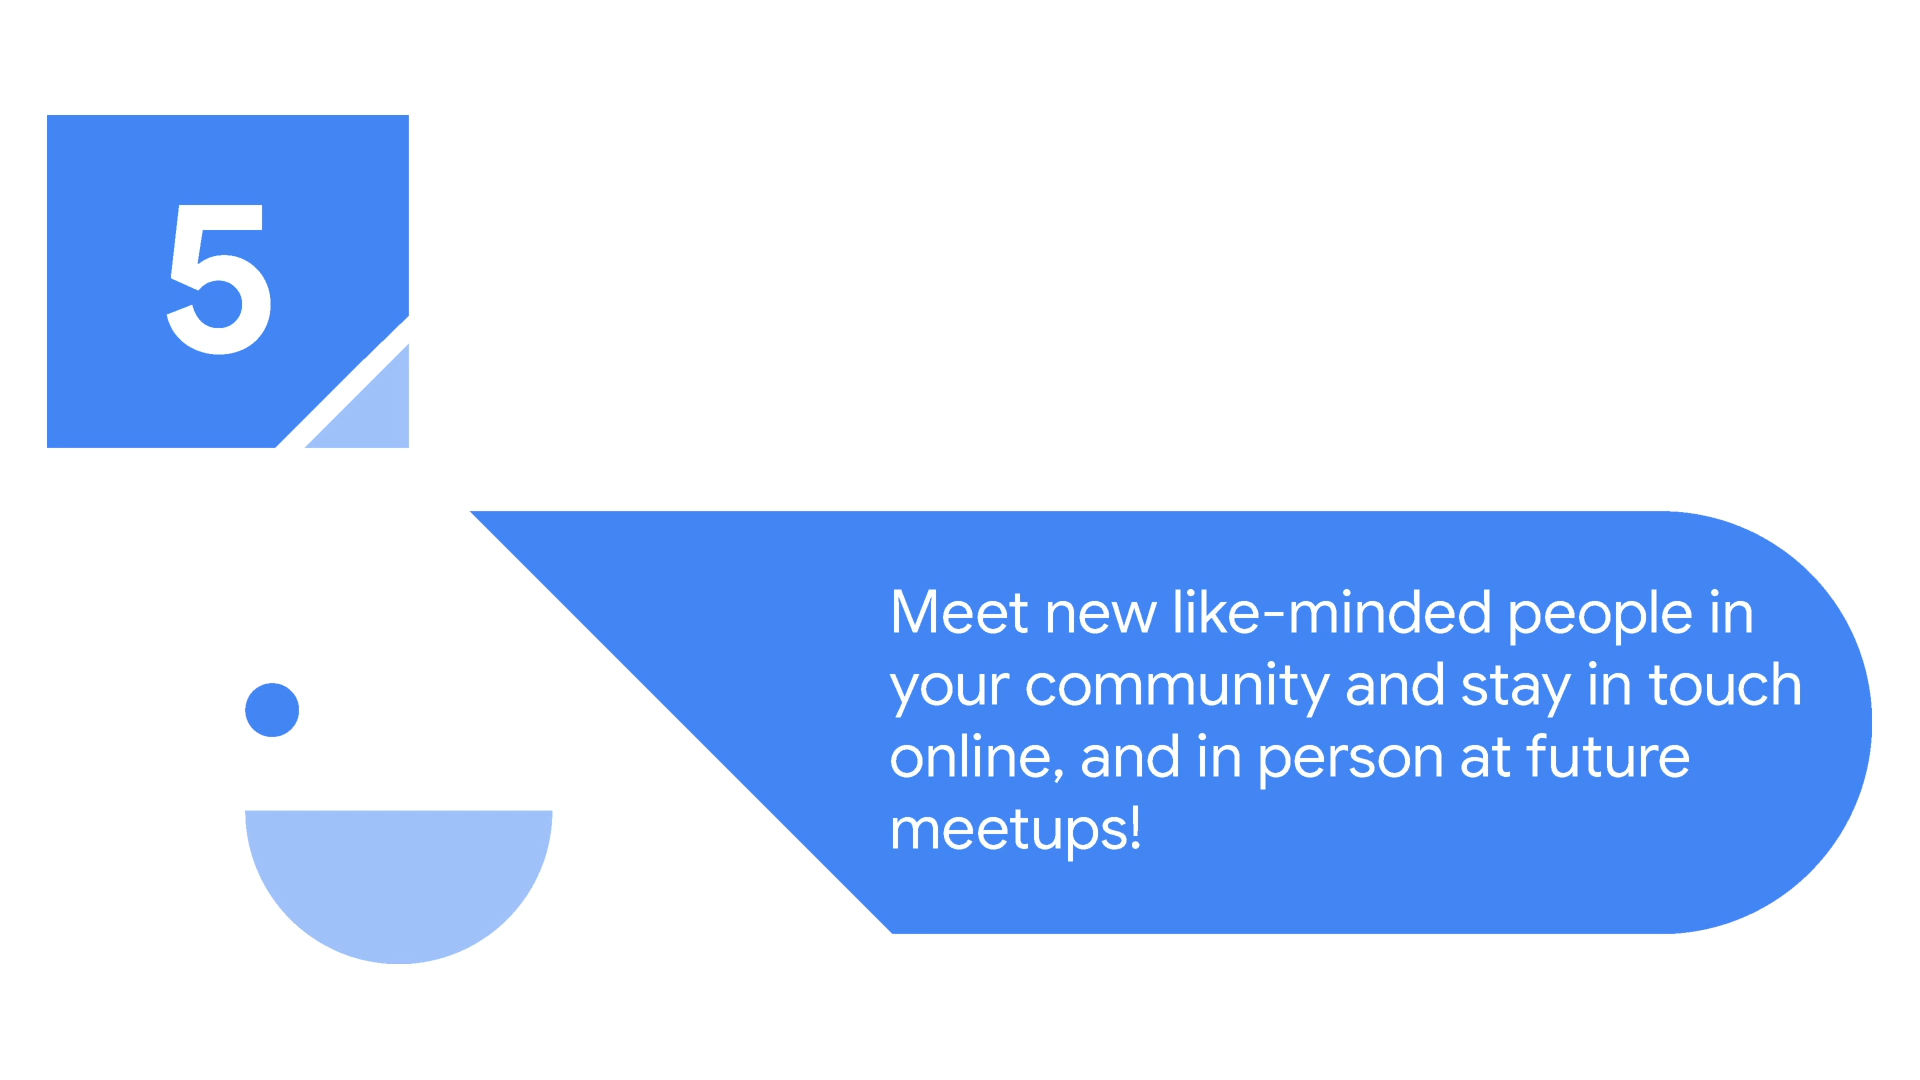 5
Meet new like-minded people in
your community and stay in touch
online, and in person at future
meetups!